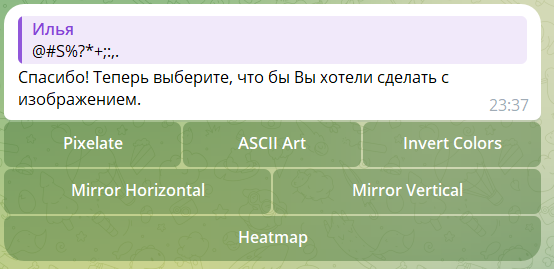 Илья
@#S%?*+;:,.
Спасибо! Теперь выберите, что бы Вы хотели сделать с
изображением.
23:37
Pixelate
ASCII Art
Invert Colors
Mirror Horizontal
Mirror Vertical
Heatmap